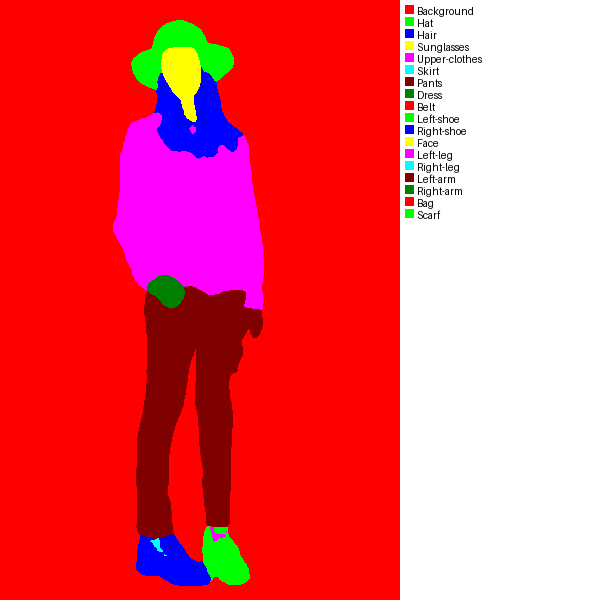 Background
Hat
Hair
Sunglasses
Upper-clothes
Skirt
Pants
Dress
Belt
Left-shoe
Right-shoe
Face
Left-leg
Right-leg
Left-arm
Right-arm
Bag
Scarf